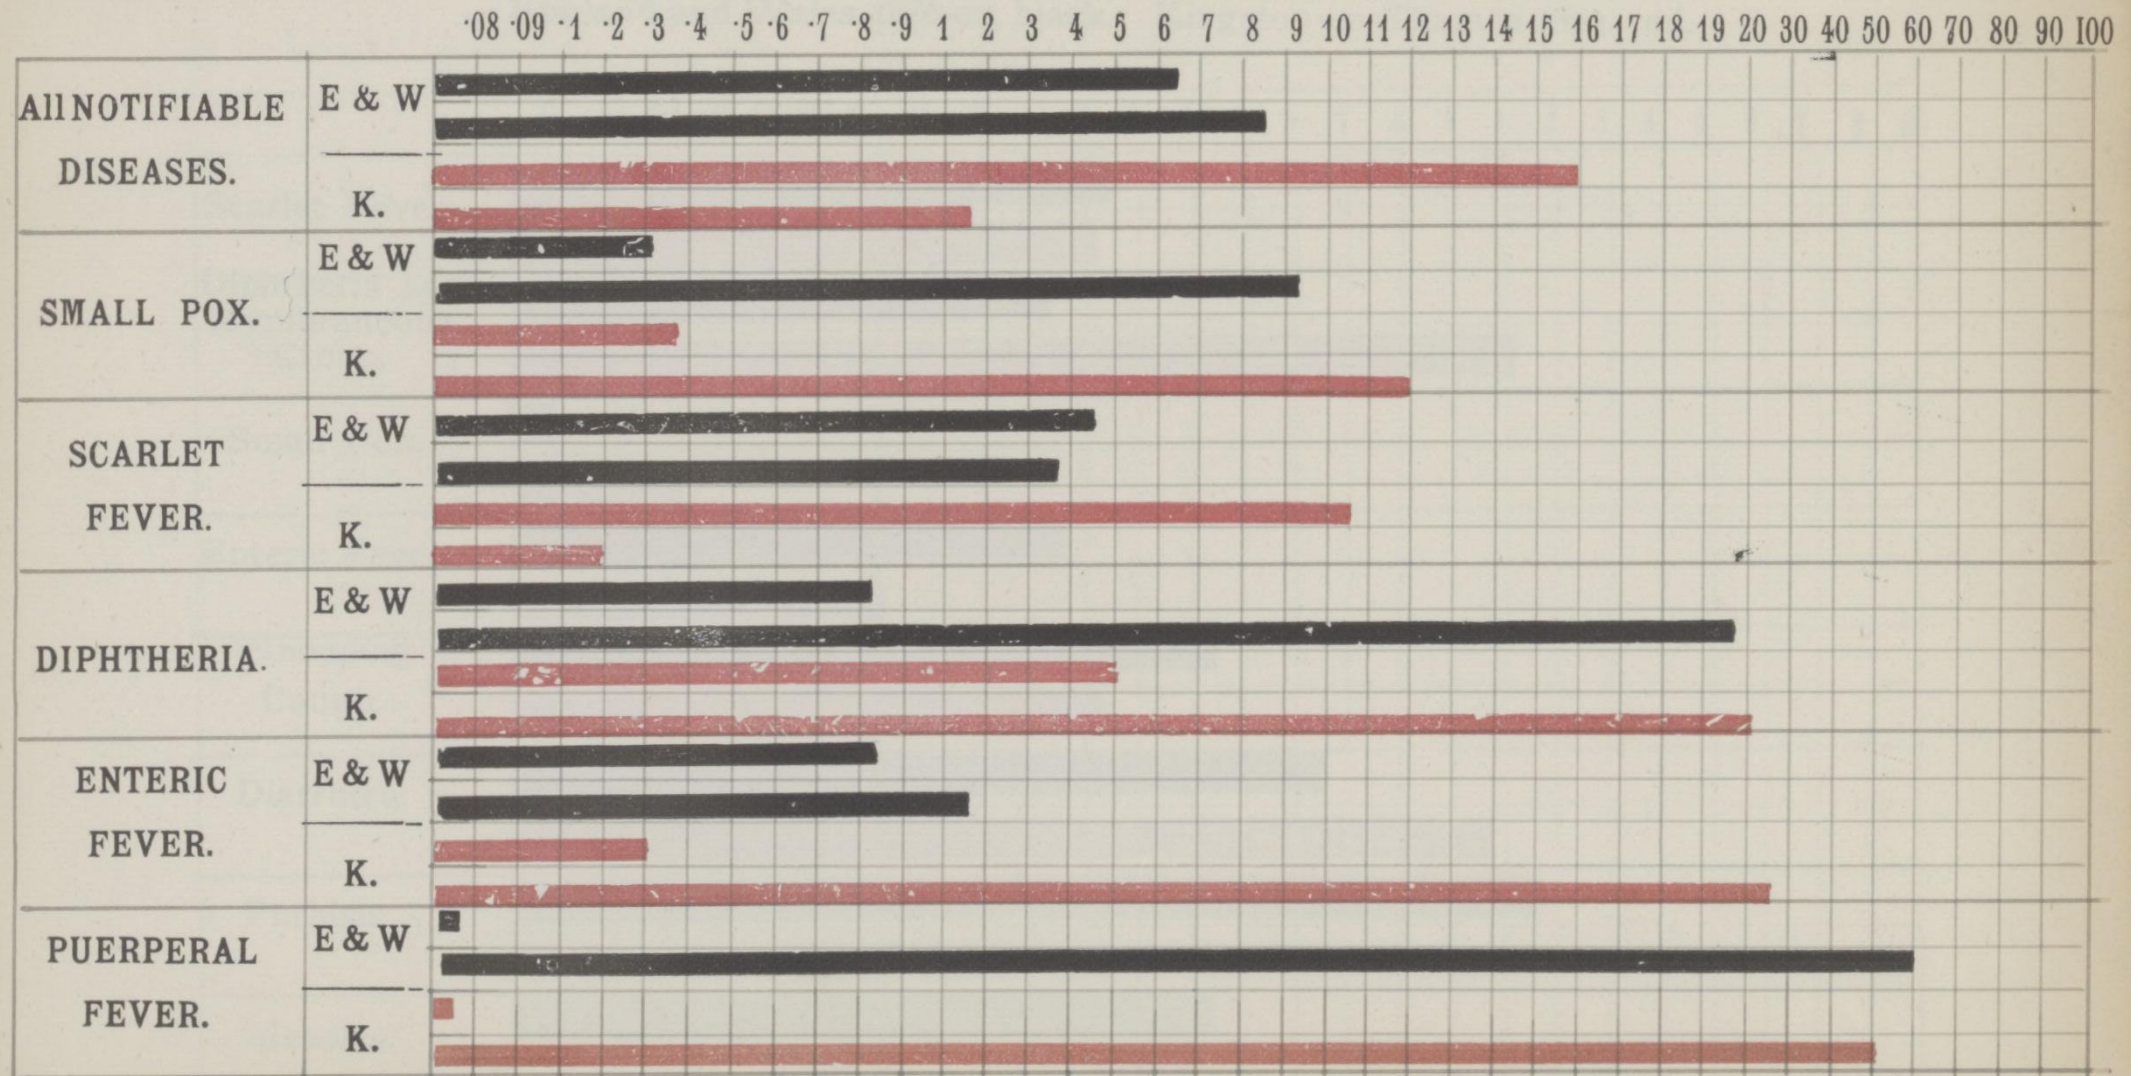 ·08 ·09 ·1 ·2 ·3 ·4 ·5 ·6 ·7 ·8 ·9 1 2 3 4 5 6 7 8 9 10 11 12 13 14 15 16 17 18 19 20 30 40 50 60 70 80 90 100
All NOTIFIABLE
DISEASES.
E & W
K.
SMALL POX.
E & W
K.
SCARLET
FEVER.
E & W
K.
DIPHTHERIA.
E & W
K.
ENTERIC
FEVER.
E & W
K.
PUERPERAL
FEVER.
E & W
K.